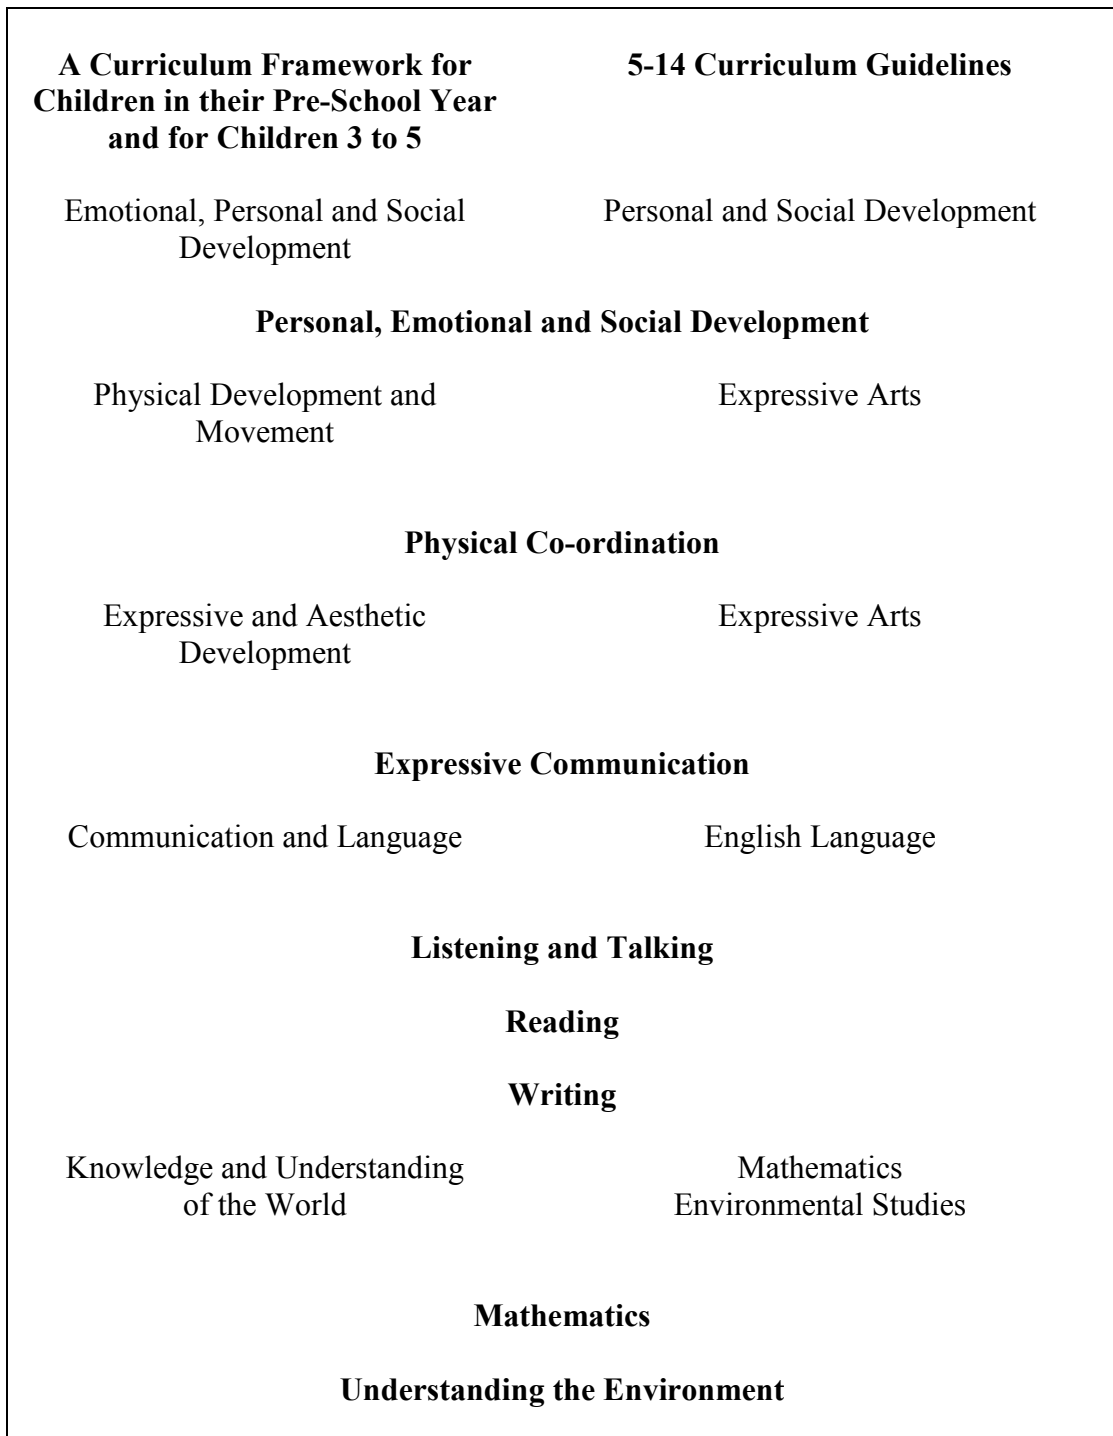 A Curriculum Framework for
Children in their Pre-School Year
and for Children 3 to 5
5-14 Curriculum Guidelines
Emotional, Personal and Social
Development
Personal and Social Development
Personal, Emotional and Social Development
Physical Development and
Movement
Expressive Arts
Physical Co-ordination
Expressive and Aesthetic
Development
Expressive Arts
Expressive Communication
Communication and Language
English Language
Listening and Talking
Reading
Writing
Knowledge and Understanding
of the World
Mathematics
Environmental Studies
Mathematics
Understanding the Environment